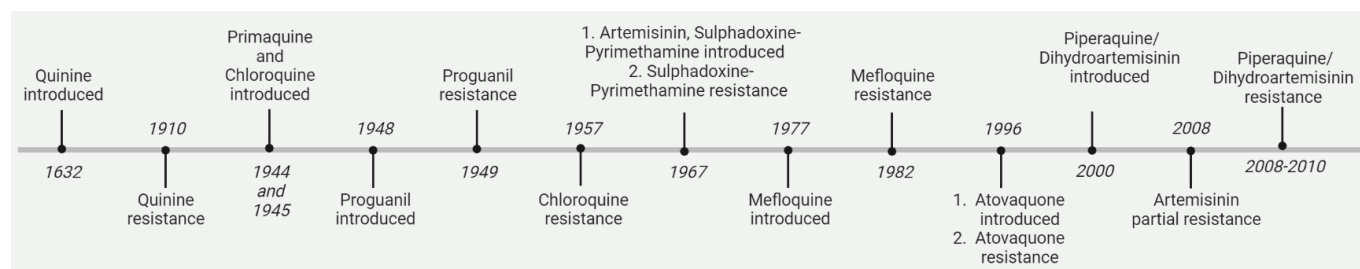 Quinine
introduced
1632
1910
Quinine
resistance
Primaquine
and
Chloroquine
introduced
1944
and
1945
1948
Proguanil
introduced
Proguanil
resistance
1949
1957
Chloroquine
resistance
1. Artemisinin, Sulphadoxine-
Pyrimethamine introduced
2. Sulphadoxine-
Pyrimethamine resistance
1967
1977
Mefloquine
introduced
Mefloquine
resistance
1982
1996
1. Atovaquone
introduced
2. Atovaquone
resistance
Piperaquine/
Dihydroartemisinin
introduced
2000
2008
Artemisinin
partial resistance
Piperaquine/
Dihydroartemisinin
resistance
2008-2010